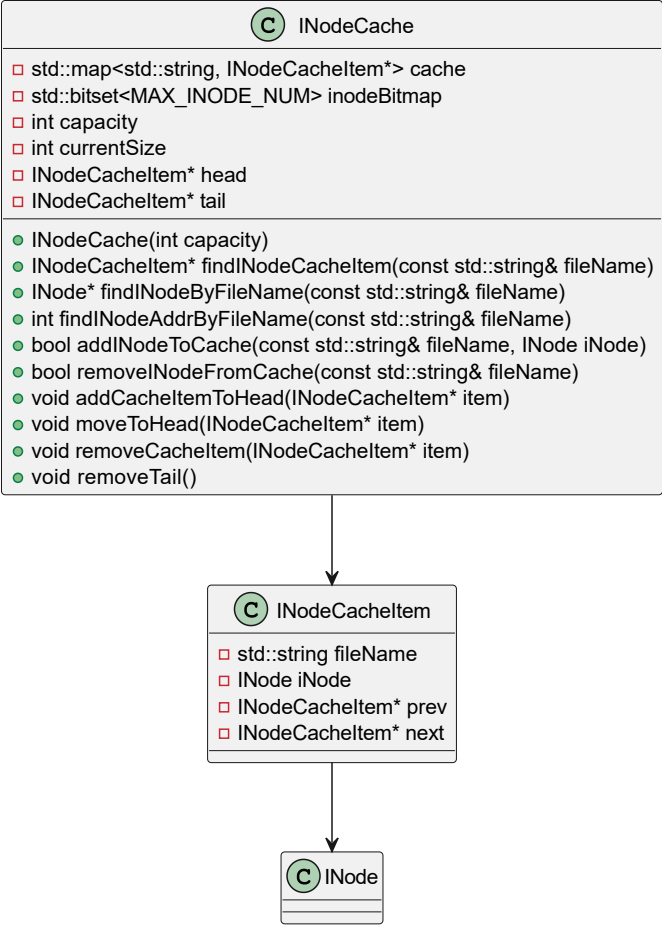 C INodeCache
std::map<std::string, INodeCacheItem*> cache
std::bitset<MAX_INODE_NUM> inodeBitmap
int capacity
int currentSize
INodeCacheItem* head
INodeCacheItem* tail
INodeCache(int capacity)
INodeCacheItem* findINodeCacheItem(const std::string& fileName)
INode* findINodeByFileName(const std::string& fileName)
int findINodeAddrByFileName(const std::string& fileName)
bool addINodeToCache(const std::string& fileName, INode iNode)
bool removeINodeFromCache(const std::string& fileName)
void addCacheItemToHead(INodeCacheItem* item)
void moveToHead(INodeCacheItem* item)
void removeCacheItem(INodeCacheItem* item)
void removeTail()
C INodeCacheItem
std::string fileName
INode iNode
INodeCacheItem* prev
INodeCacheItem* next
C INode